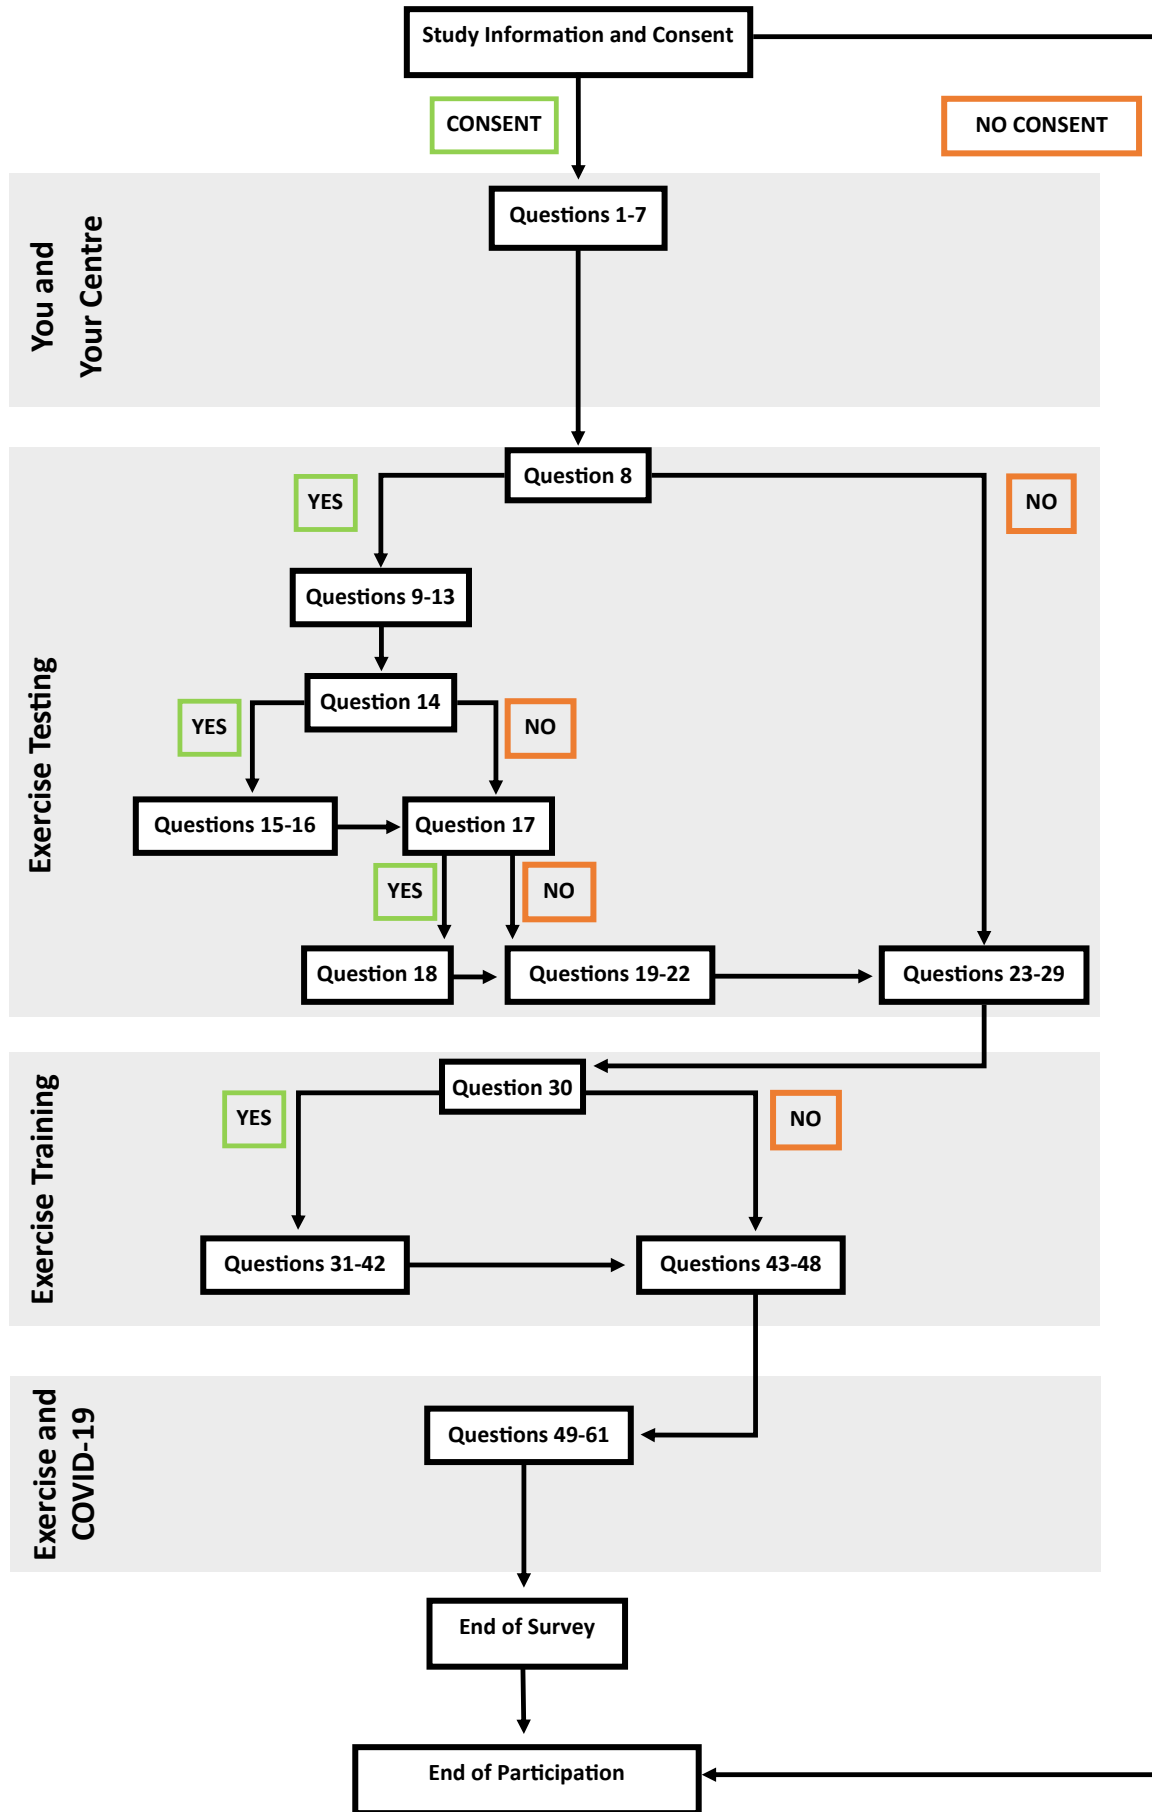 Study Information and Consent
CONSENT
NO CONSENT
You and
Your Centre
Questions 1-7
Exercise Testing
Question 8
YES
NO
Questions 9-13
Question 14
YES
NO
Questions 15-16
Question 17
YES
NO
Question 18
Questions 19-22
Questions 23-29
Exercise Training
Question 30
YES
NO
Questions 31-42
Questions 43-48
Exercise and
COVID-19
Questions 49-61
End of Survey
End of Participation